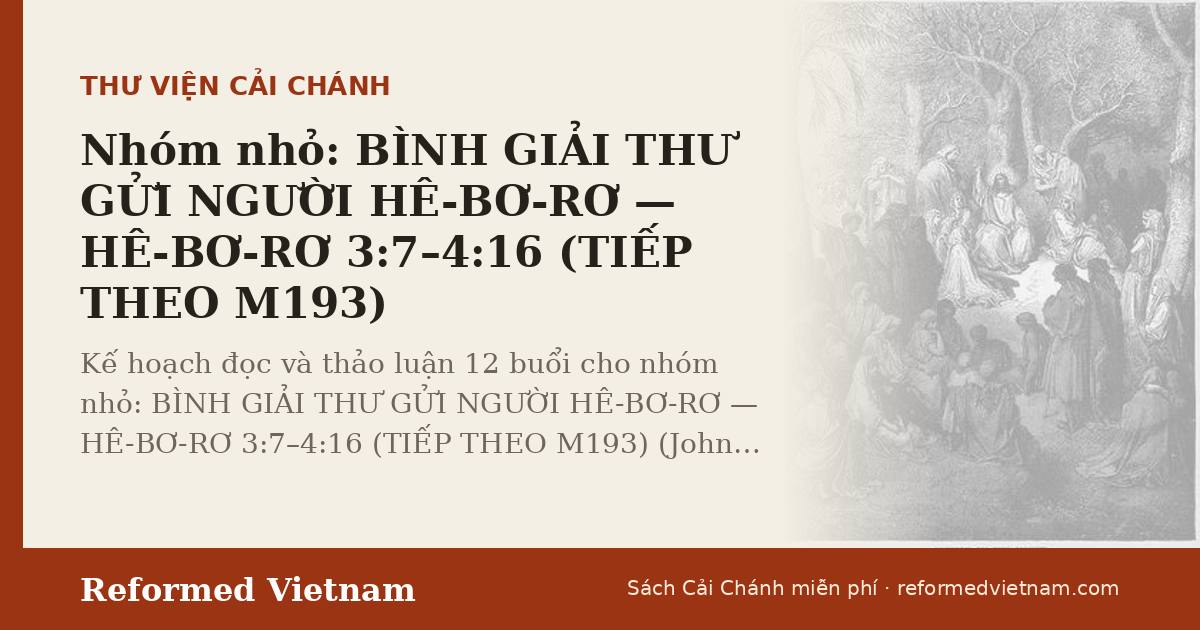 THƯ VIỆN CẢI CHÁNH
Nhóm nhỏ: BÌNH GIẢI THƯ
GỬI NGƯỜI HÊ-BƠ-RƠ —
HÊ-BƠ-RƠ 3:7–4:16 (TIẾP
THEO M193)
Kế hoạch đọc và thảo luận 12 buổi cho nhóm
nhỏ: BÌNH GIẢI THƯ GỬI NGƯỜI HÊ-BƠ-RƠ —
HÊ-BƠ-RƠ 3:7–4:16 (TIẾP THEO M193) (John...
Reformed Vietnam
Sách Cải Chánh miễn phí · reformedvietnam.com